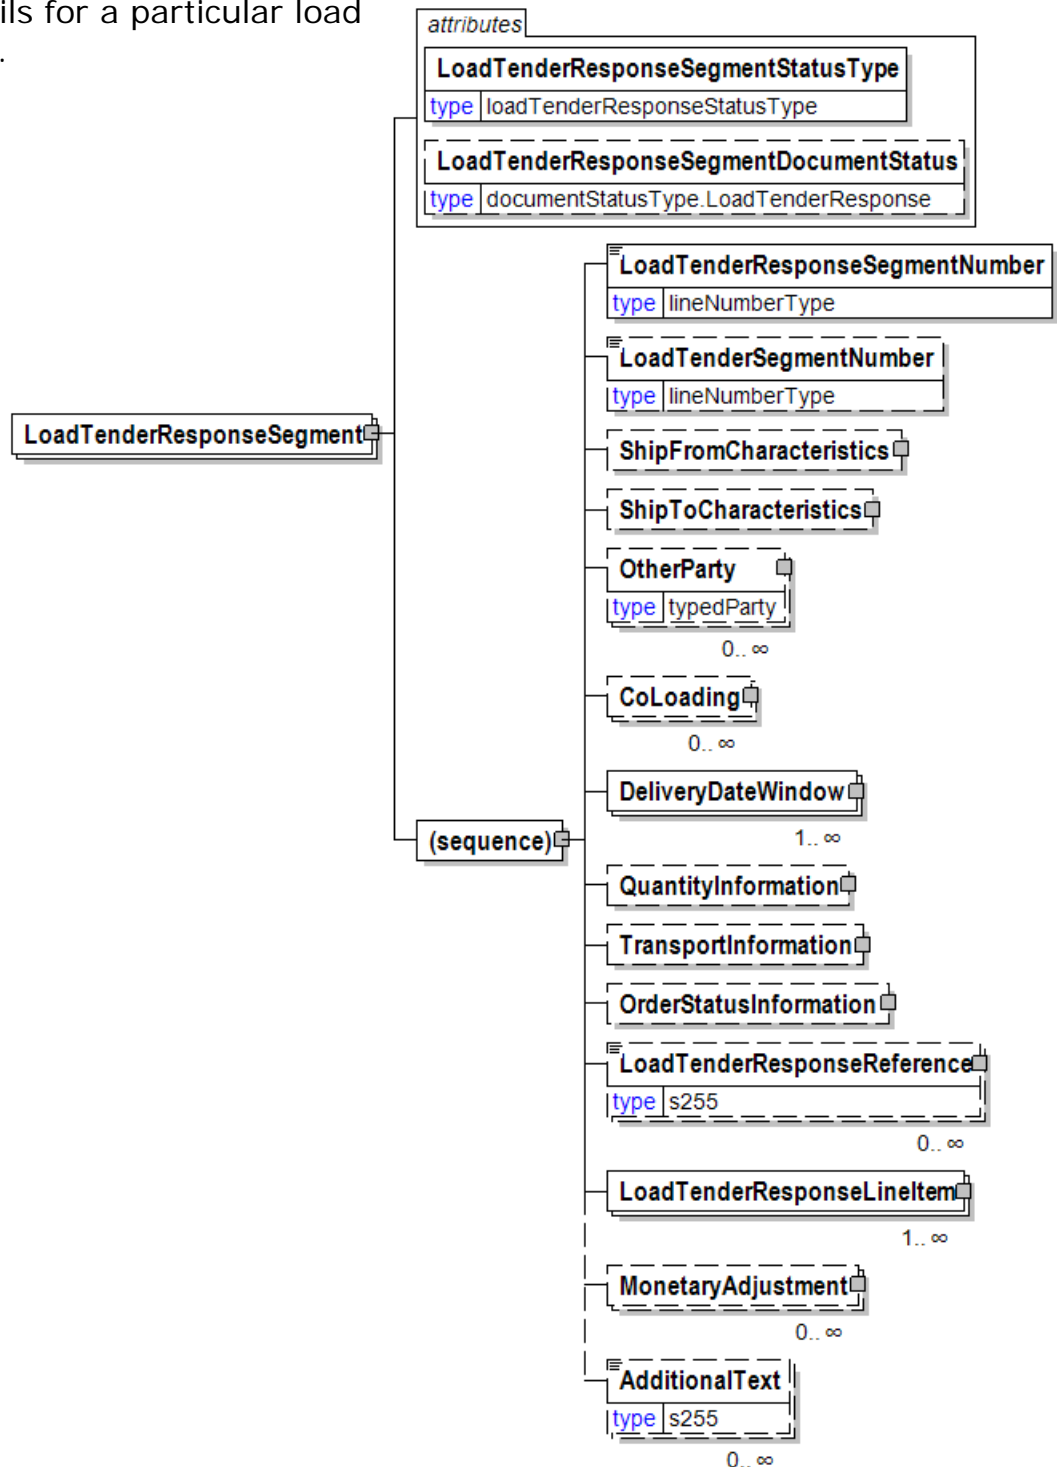 ils for a particular load
.
attributes
LoadTenderResponseSegmentStatusType
type loadTenderResponseStatusType
LoadTenderResponseSegmentDocumentStatus
type documentStatusType.LoadTenderResponse
LoadTenderResponseSegmentNumber
type lineNumberType
LoadTenderSegmentNumber
type lineNumberType
LoadTenderResponseSegment
ShipFromCharacteristics
ShipToCharacteristics
OtherParty
type typedParty
0.. ∞
CoLoading
0.. ∞
DeliveryDateWindow
1.. ∞
(sequence)
QuantityInformation
TransportInformation
OrderStatusInformation
LoadTenderResponseReference
type s255
0.. ∞
LoadTenderResponseLineItem
1.. ∞
MonetaryAdjustment
0.. ∞
AdditionalText
type s255
0.. ∞